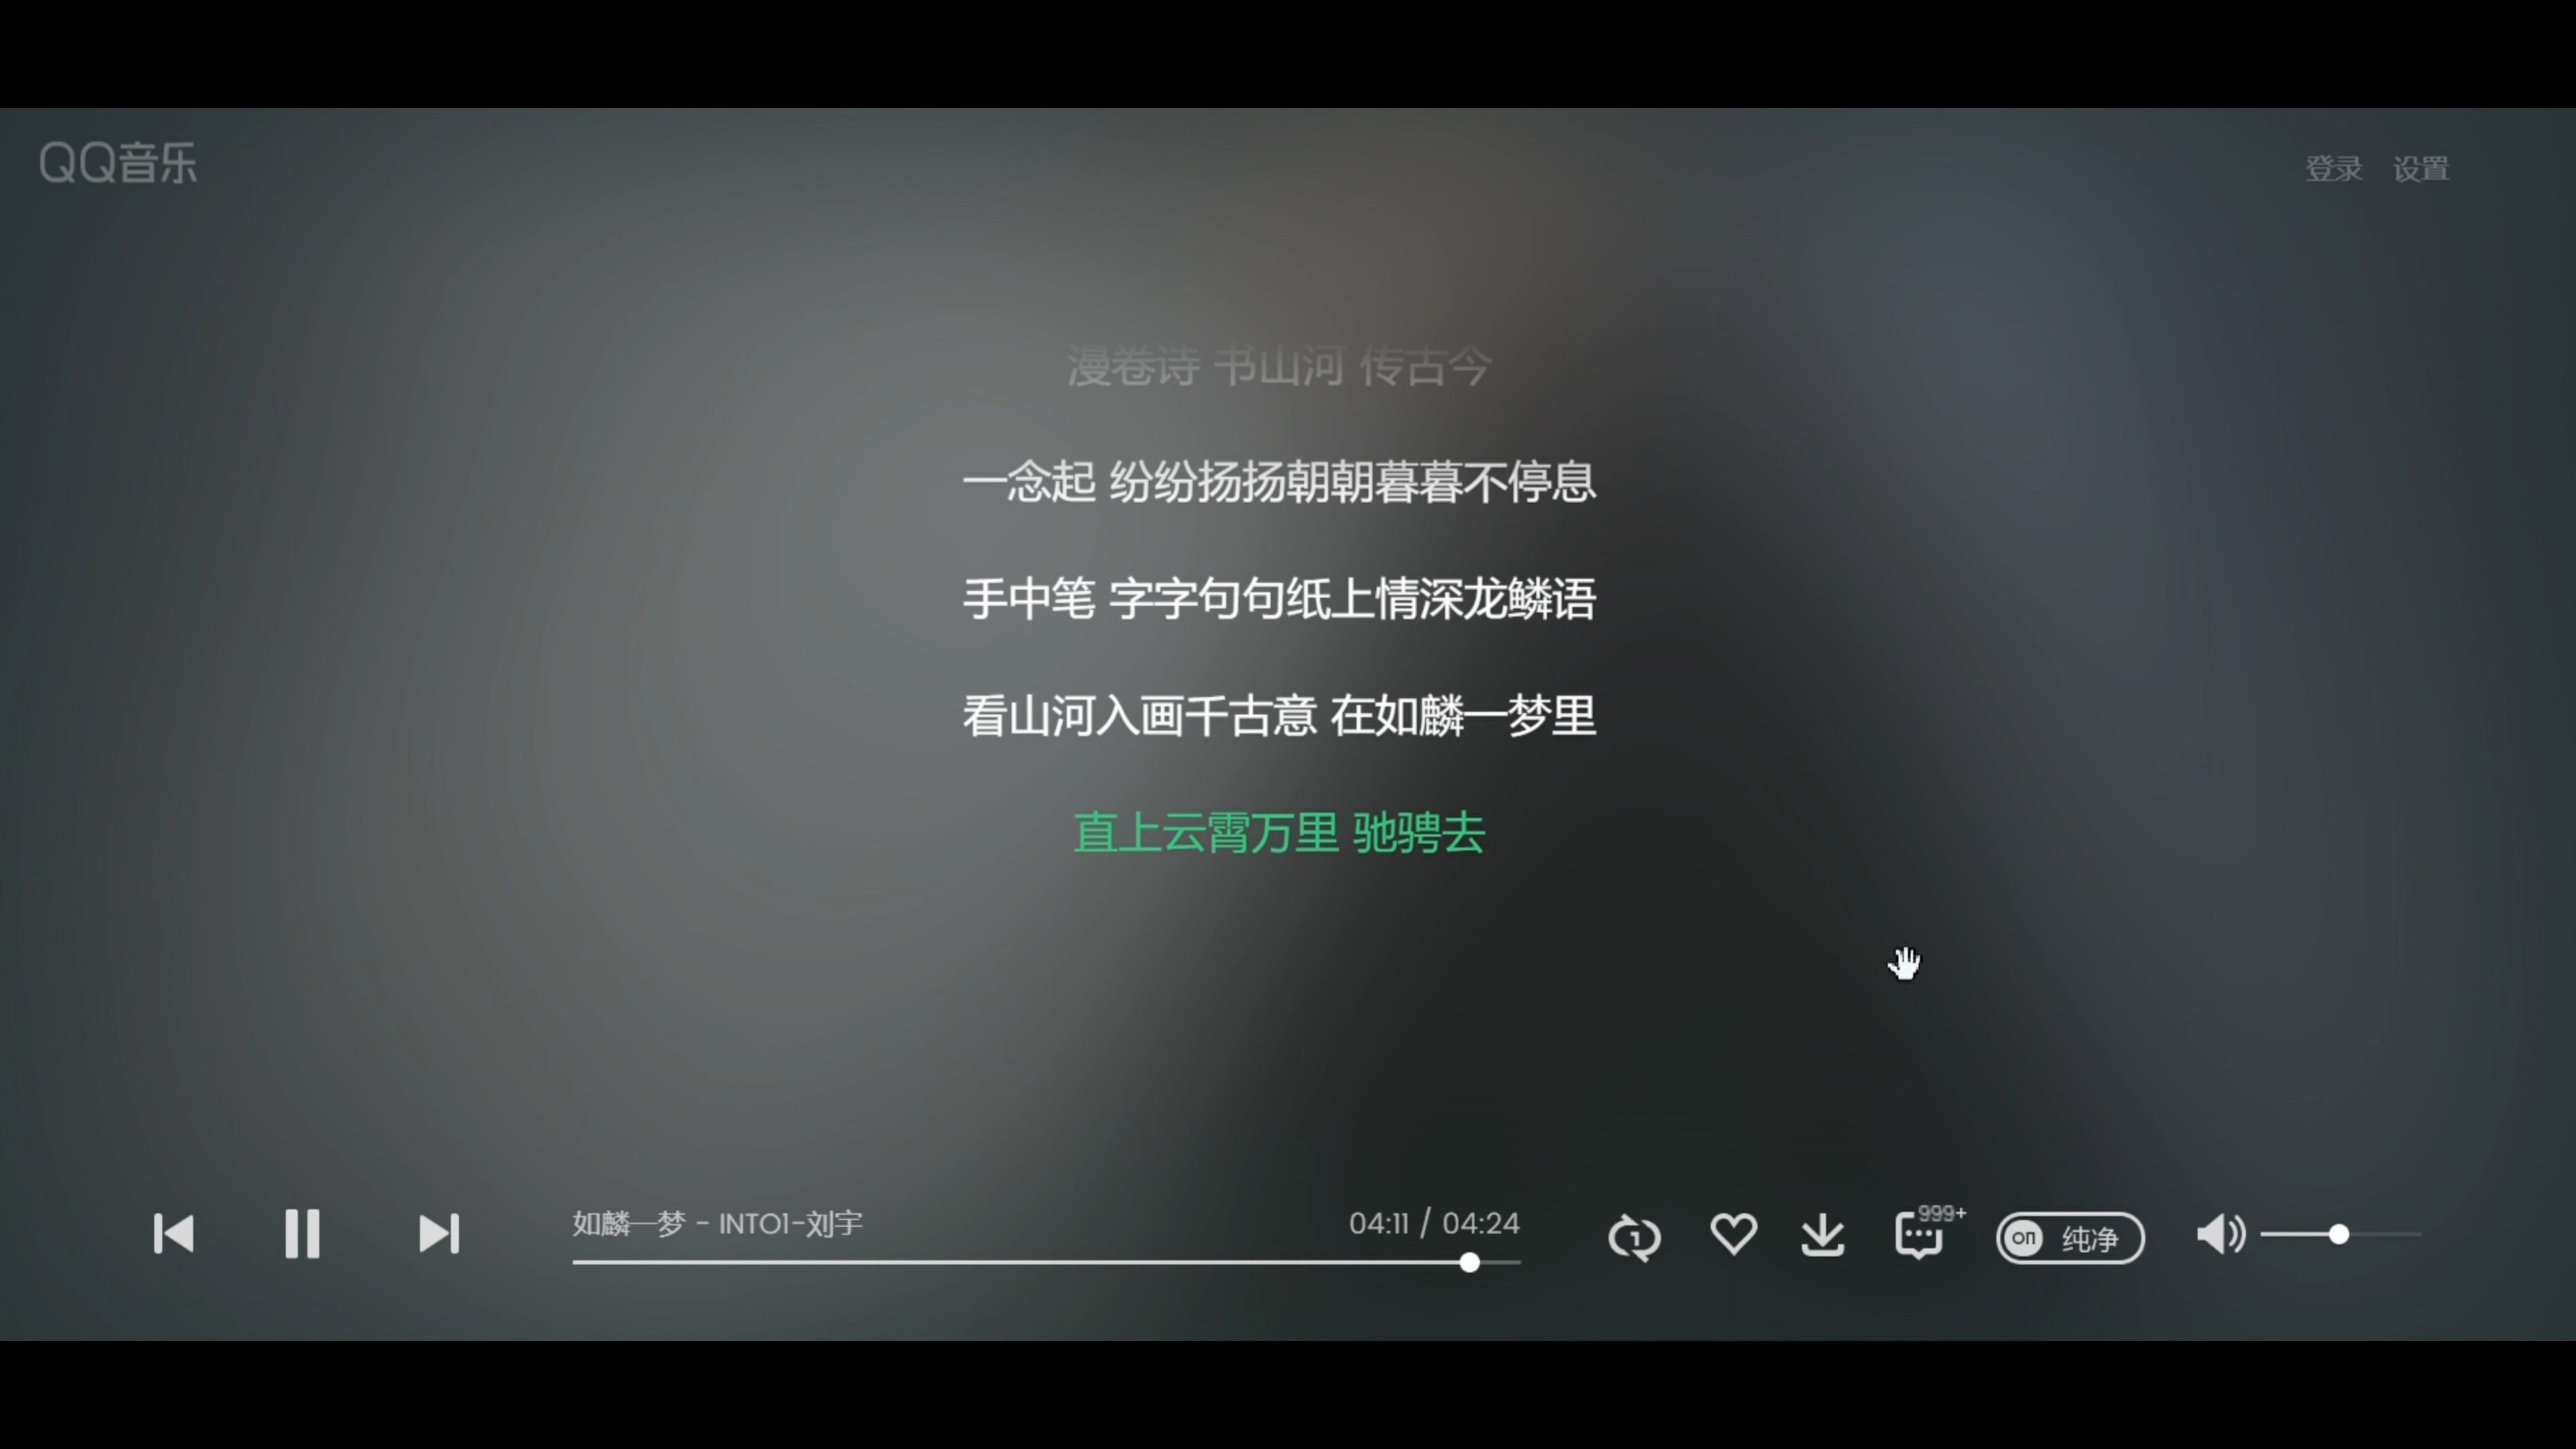 QQ音乐
登录 设置
漫卷诗 书山河 传古今
一念起 纷纷扬扬朝朝暮暮不停息
手中笔 字字句句纸上情深龙鳞语
看山河入画千古意 在如麟一梦里
直上云霄万里 驰骋去
如麟一梦 - INTO1-刘宇
04:11 / 04:24
1
999+
on 纯净